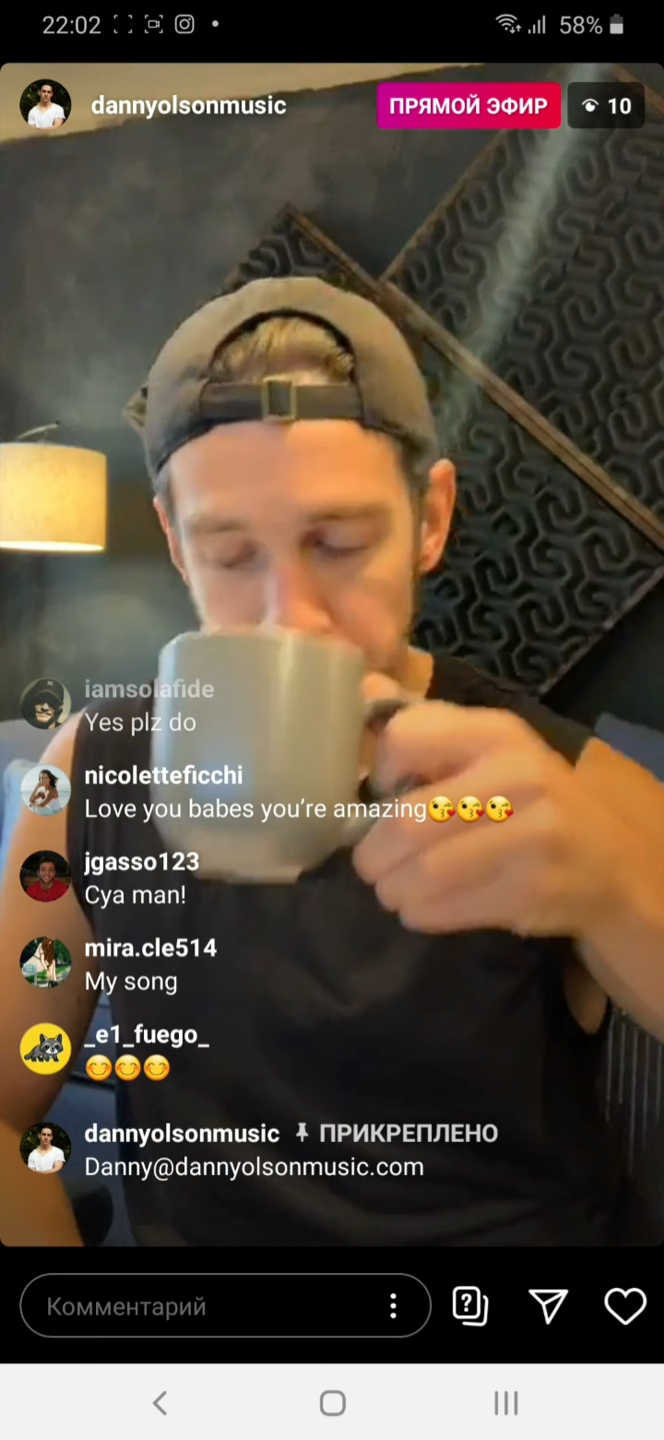 22:02
58%
dannyolsonmusic
ПРЯМОЙ ЭФИР
10
iamsolafide
Yes plz do
nicoletteficchi
Love you babes you’re amazing😘😘😘
jgasso123
Cya man!
mira.cle514
My song
_e1_fuego_
😊😊😊
dannyolsonmusic ПРИКРЕПЛЕНО
Danny@dannyolsonmusic.com
Комментарий